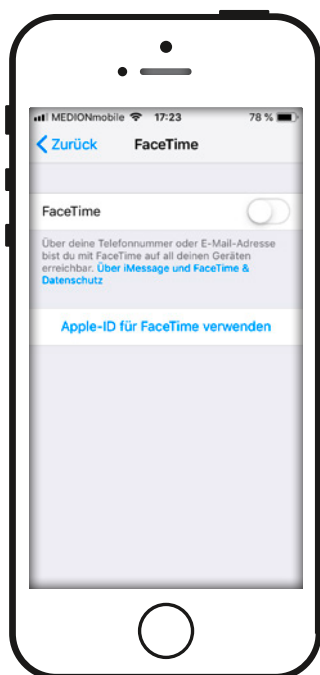 MEDIONmobile 17:23 78 %
Zurück FaceTime
FaceTime
Über deine Telefonnummer oder E-Mail-Adresse
bist du mit FaceTime auf all deinen Geräten
erreichbar. Über iMessage und FaceTime &
Datenschutz
Apple-ID für FaceTime verwenden